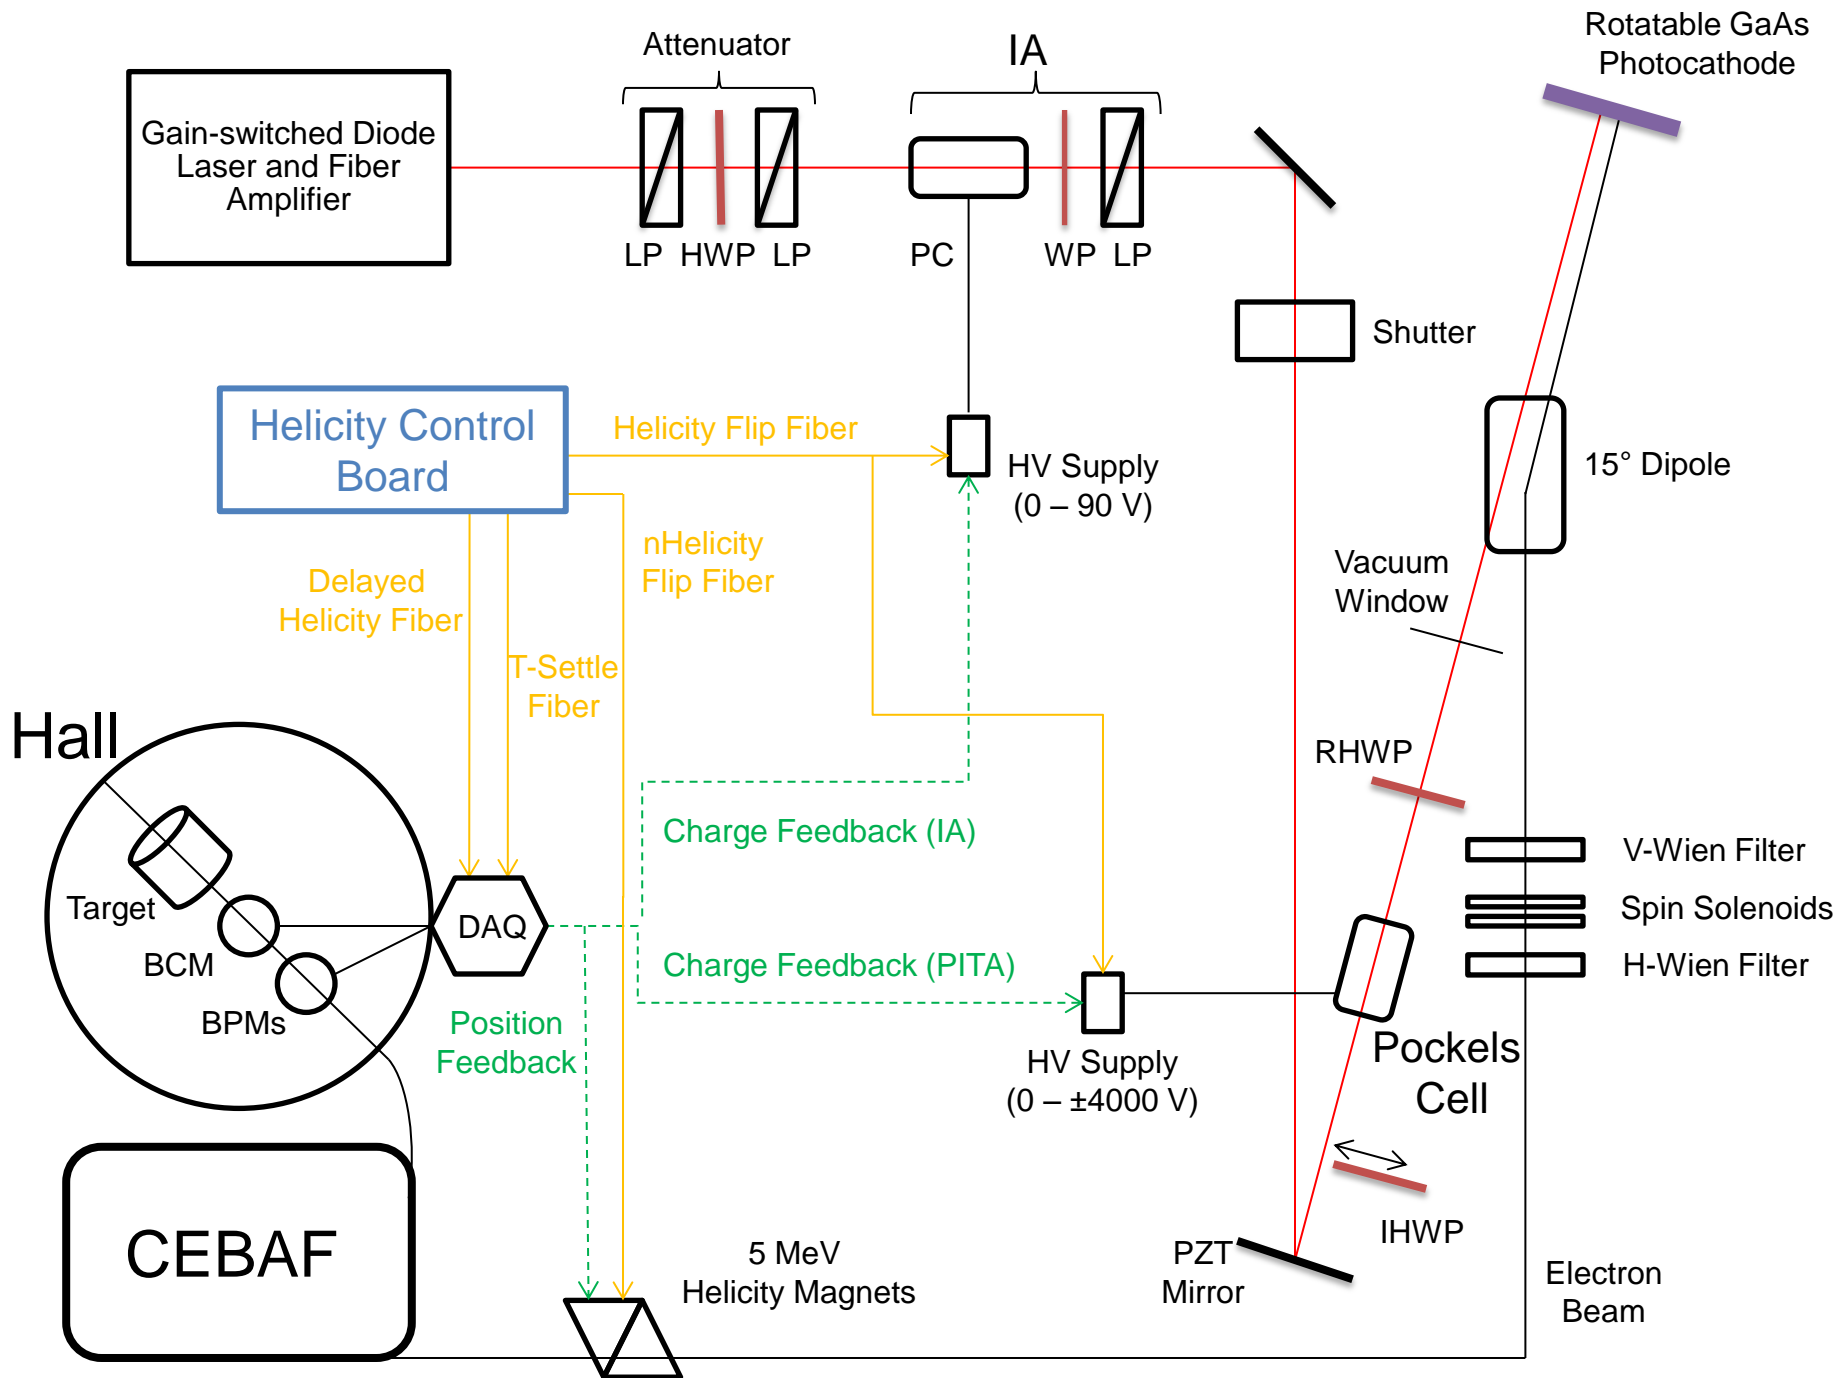 Rotatable GaAs
Photocathode
Attenuator
IA
Gain-switched Diode
Laser and Fiber
Amplifier
LP HWP LP
PC
WP LP
Shutter
Helicity Control
Board
Helicity Flip Fiber
HV Supply
(0 – 90 V)
15° Dipole
nHelicity
Flip Fiber
Delayed
Helicity Fiber
Vacuum
Window
T-Settle
Fiber
Hall
RHWP
Charge Feedback (IA)
V-Wien Filter
Target
DAQ
Spin Solenoids
BCM
Charge Feedback (PITA)
H-Wien Filter
BPMs
Position
Feedback
HV Supply
(0 – ±4000 V)
Pockels
Cell
CEBAF
5 MeV
Helicity Magnets
PZT
Mirror
IHWP
Electron
Beam